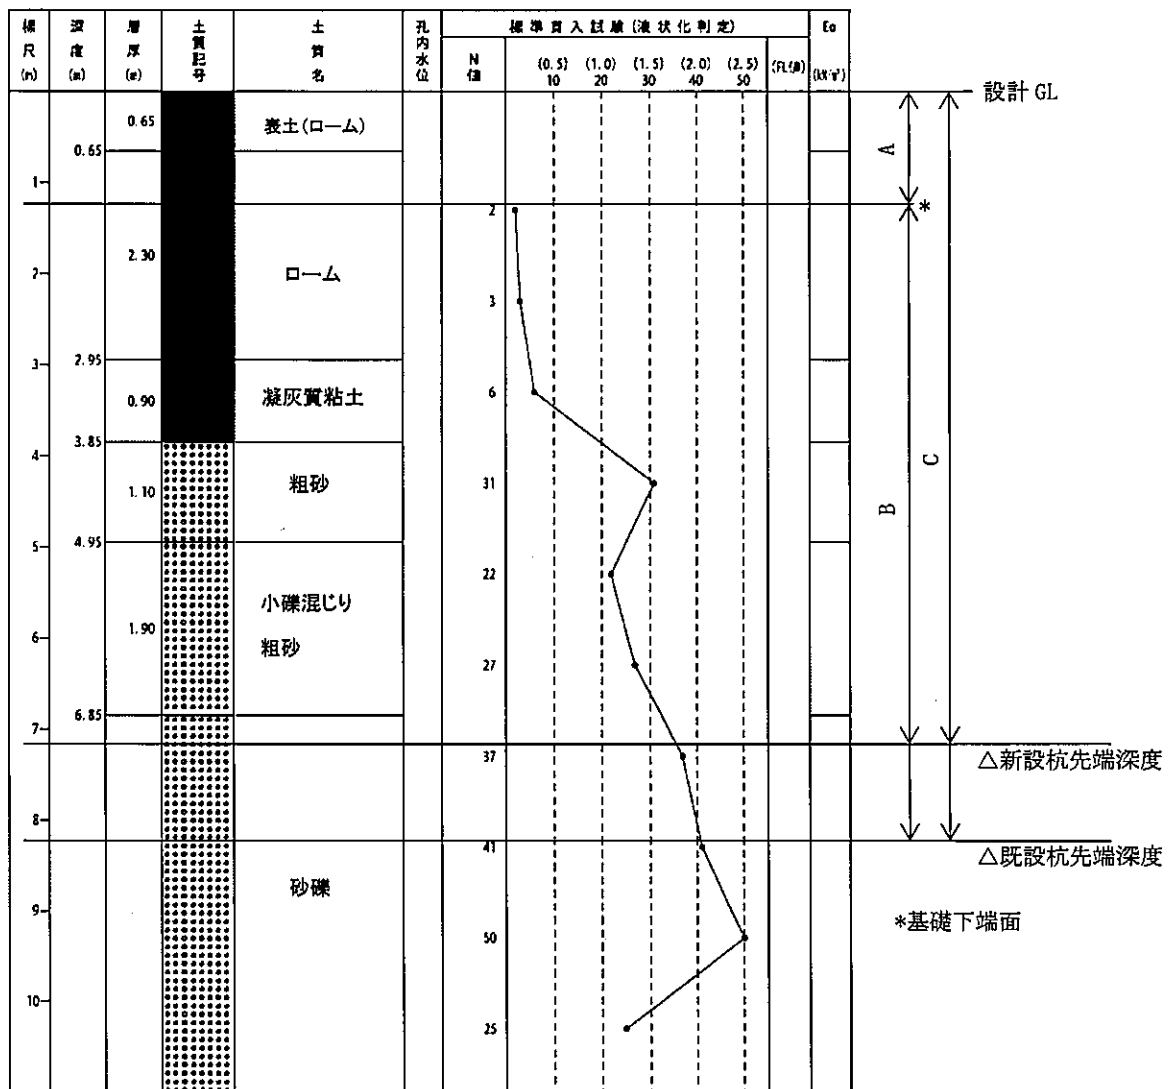 標尺(m) 深度(m) 層厚(m) 土質記号 土質名 孔内水位 標準貫入試験(液状化判定) Eo
N値 (0.5) (1.0) (1.5) (2.0) (2.5) (FL値)
10 20 30 40 50
設計 GL
0.65 表土(ローム)
0.65
A
1
2
*
2.30
2 ローム
3
2.95
3
0.90 凝灰質粘土 6
3.85
4
C
1.10 粗砂 31
B
4.95
5
22
小礫混じり
1.90
6
粗砂
27
6.85
7
37 △新設杭先端深度
8
41 △既設杭先端深度
砂礫
9
*基礎下端面
50
10
25